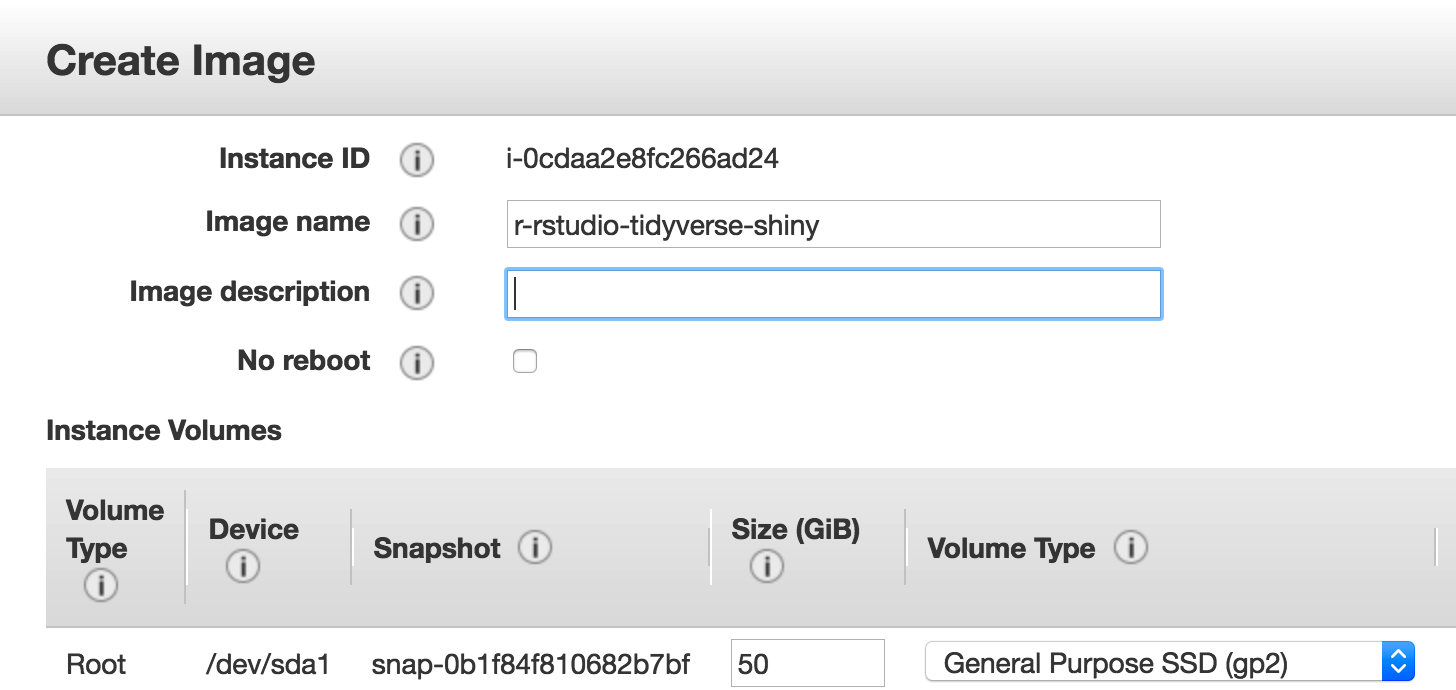 Create Image
Instance ID i-0cdaa2e8fc266ad24
Image name r-rstudio-tidyverse-shiny
Image description
No reboot
Instance Volumes
Volume Type Device Snapshot Size (GiB) Volume Type
Root /dev/sda1 snap-0b1f84f810682b7bf 50 General Purpose SSD (gp2)